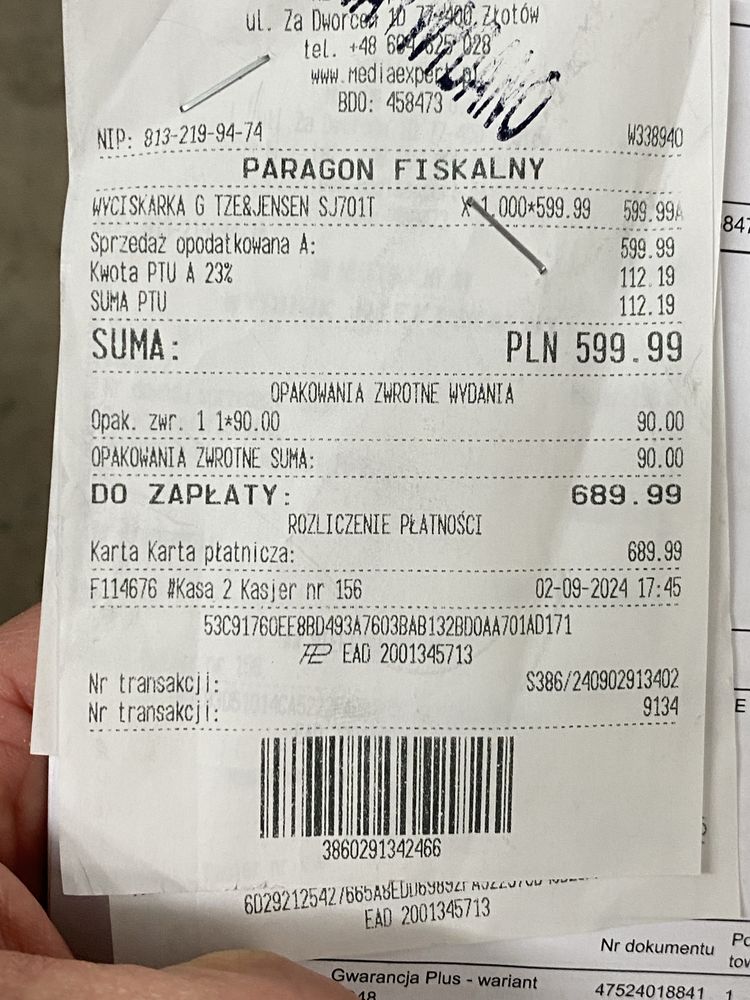 ul. Za Dworcem 10 77-400 Złotów
tel. +48 694 625 028
www.mediaexpert.pl
BDO: 458473
NIP: 813-219-94-74 W338940
PARAGON FISKALNY
WYCISKARKA G TZE&JENSEN SJ701T X 1.000*599.99 599.99A
Sprzedaż opodatkowana A: 599.99
Kwota PTU A 23% 112.19
SUMA PTU 112.19
SUMA: PLN 599.99
OPAKOWANIA ZWROTNE WYDANIA
Opak. zwr. 1 1*90.00 90.00
OPAKOWANIA ZWROTNE SUMA: 90.00
DO ZAPŁATY: 689.99
ROZLICZENIE PŁATNOŚCI
Karta Karta płatnicza: 689.99
F114676 #Kasa 2 Kasjer nr 156 02-09-2024 17:45
53C91760EE8BD493A7603BAB132BD0AA701AD171
EAD 2001345713
Nr transakcji: S386/240902913402
Nr transakcji: 9134
3860291342466
EAD 2001345713
Nr dokumentu
Gwarancja Plus - wariant 47524018841 1
847
E